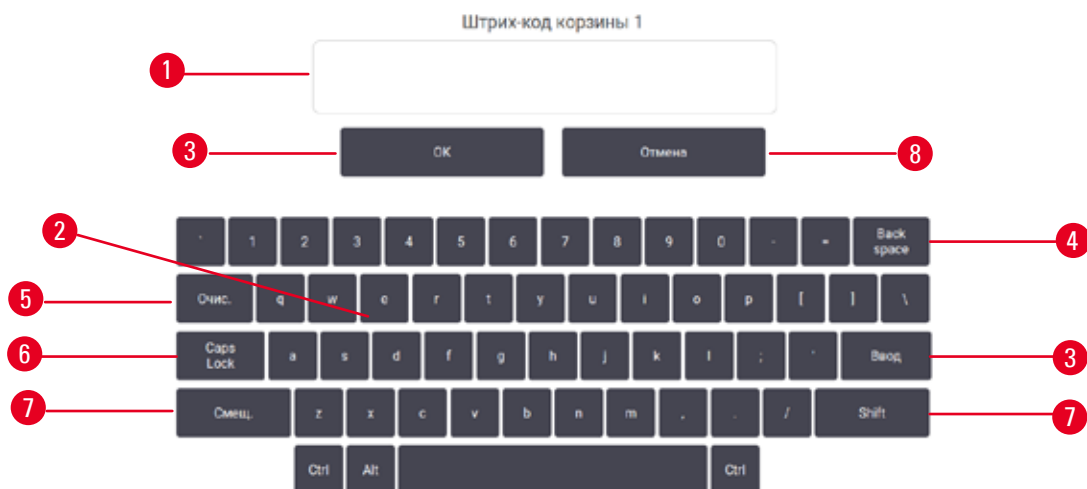 Штрих-код корзины 1
1
3 OK Отмена 8
2
` 1 2 3 4 5 6 7 8 9 0 - = Back space 4
5 Очис. q w e r t y u i o p [ ] \
6 Caps Lock a s d f g h j k l ; ' Ввод 3
7 Смещ. z x c v b n m , . / Shift 7
Ctrl Alt Ctrl